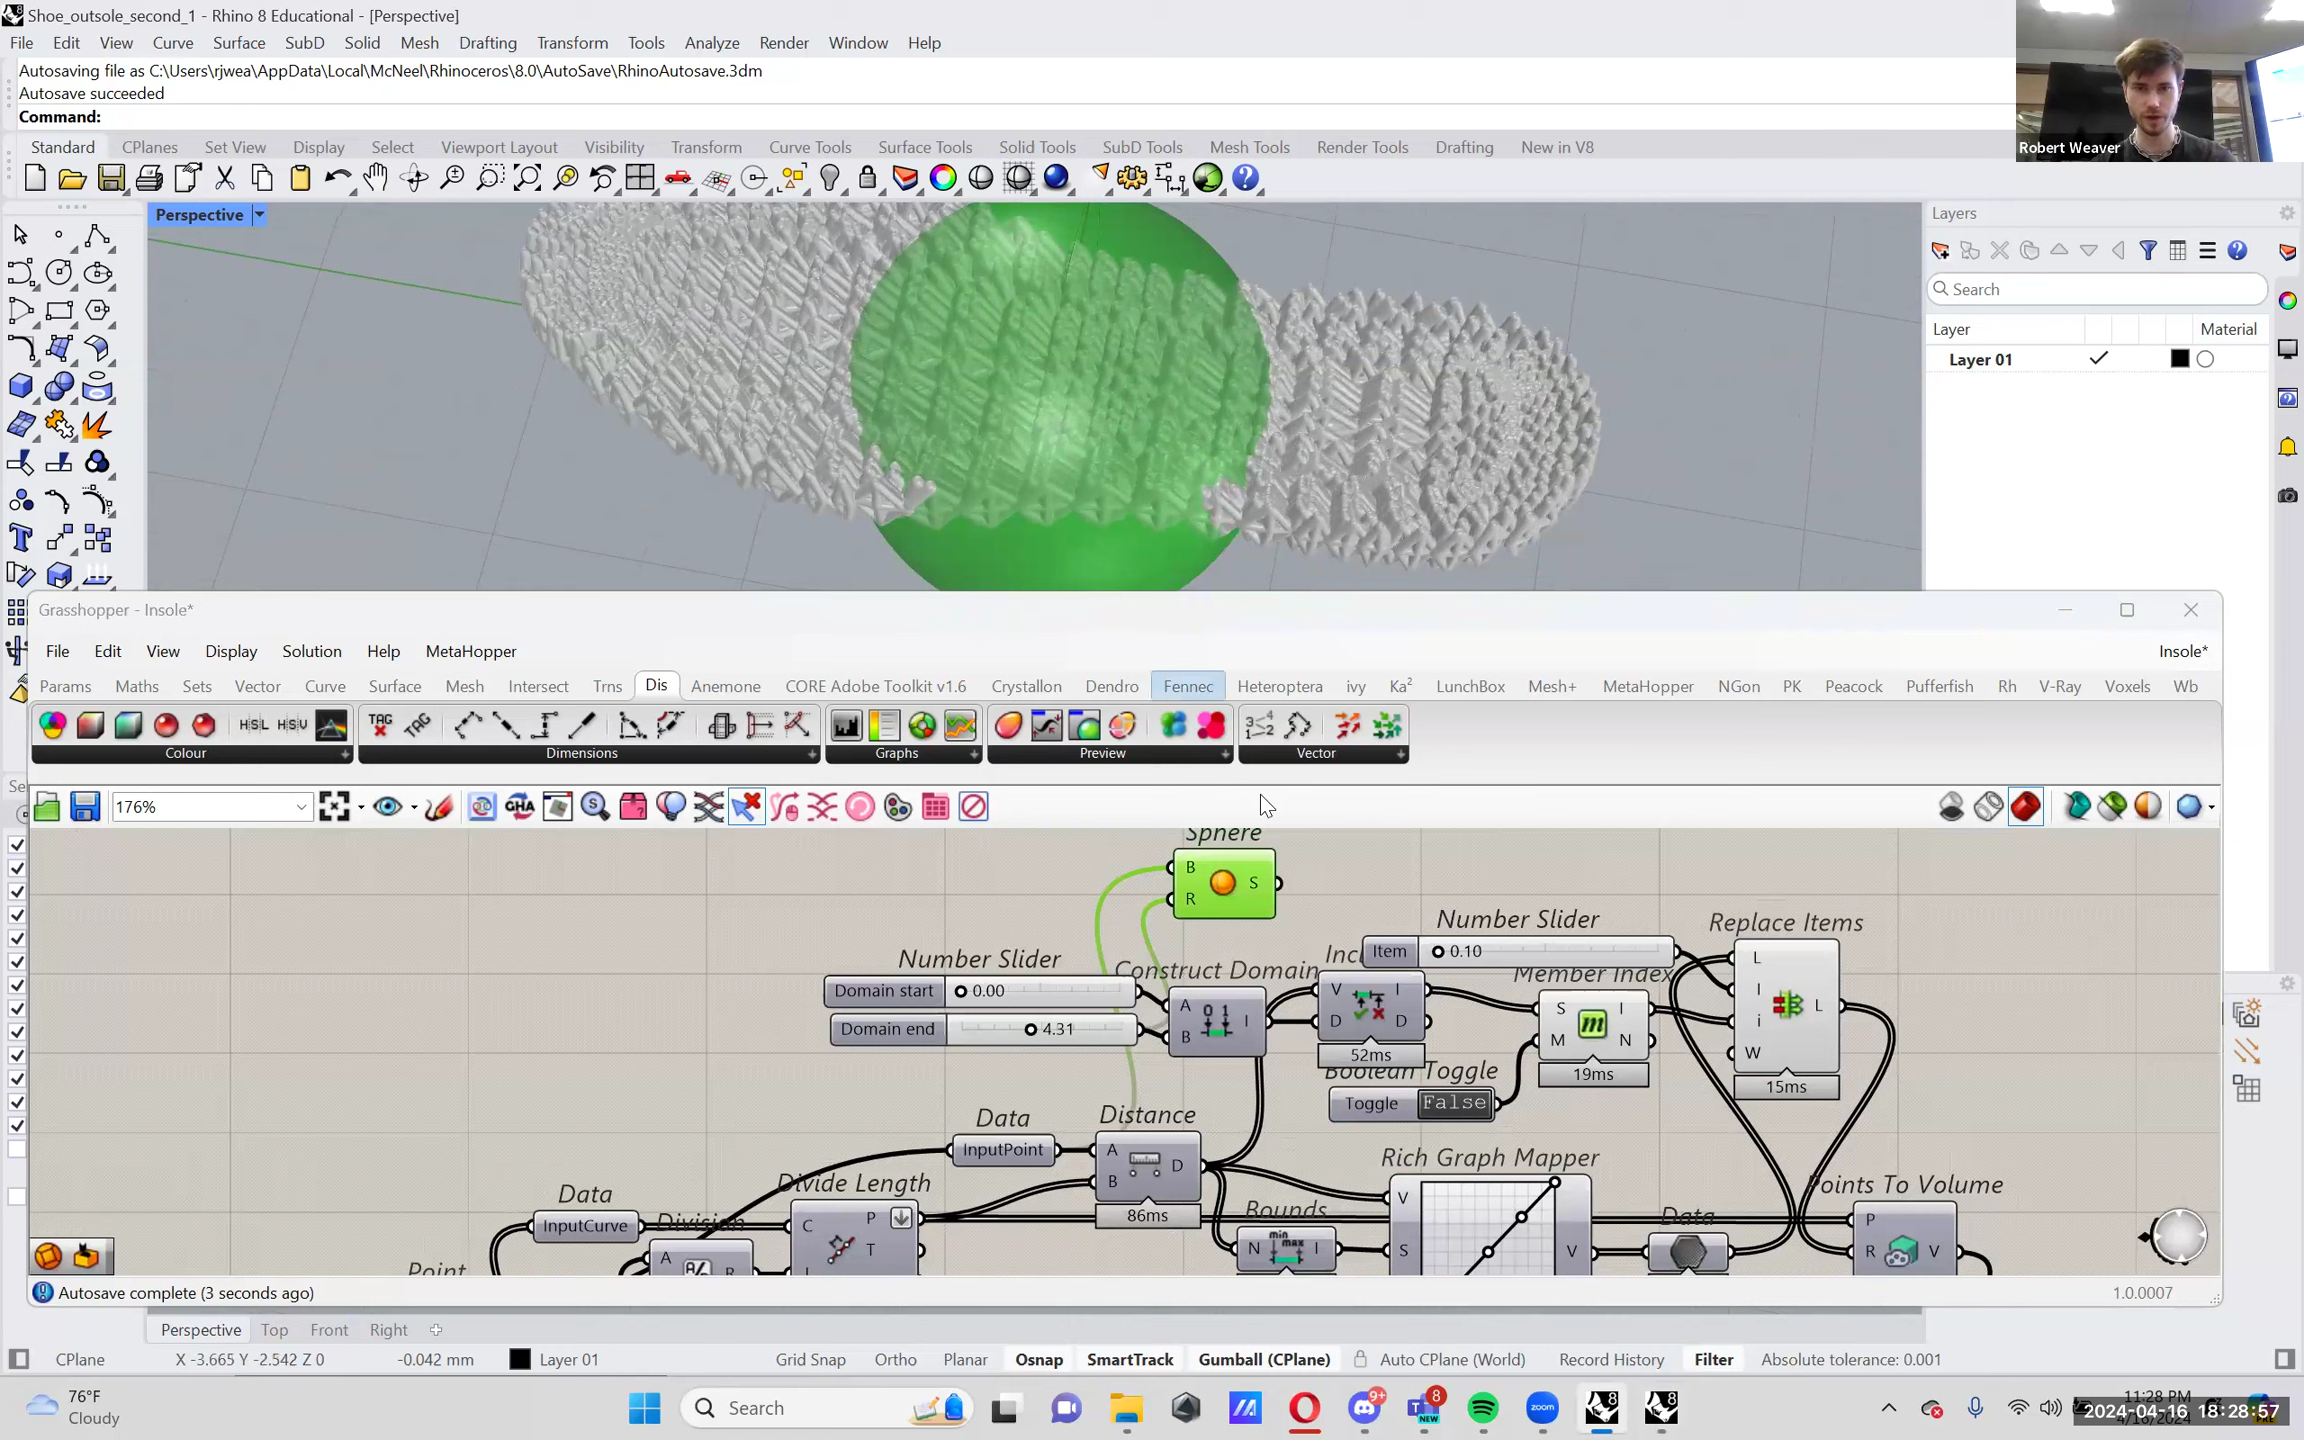 Shoe_outsole_second_1 - Rhino 8 Educational - [Perspective]
File Edit View Curve Surface SubD Solid Mesh Drafting Transform Tools Analyze Render Window Help
Autosaving file as C:\Users\rjwea\AppData\Local\McNeel\Rhinoceros\8.0\AutoSave\RhinoAutosave.3dm
Autosave succeeded
Command:
Robert Weaver
Standard CPlanes Set View Display Select Viewport Layout Visibility Transform Curve Tools Surface Tools Solid Tools SubD Tools Mesh Tools Render Tools Drafting New in V8
Perspective
Layers
Search
Layer Material
Layer 01
Grasshopper - Insole*
File Edit View Display Solution Help MetaHopper Insole*
Params Maths Sets Vector Curve Surface Mesh Intersect Trns Dis Anemone CORE Adobe Toolkit v1.6 Crystallon Dendro Fennec Heteroptera ivy Ka² LunchBox Mesh+ MetaHopper NGon PK Peacock Pufferfish Rh V-Ray Voxels Wb
Colour Dimensions Graphs Preview Vector
176%
Sphere
B
R
S
Number Slider
Domain start 0.00
Domain end 4.31
Construct Domain
A
B
I
Incl
V I
D D
52ms
Number Slider
Item 0.10
Member Index
S I
M N
19ms
Replace Items
L
I
i
W
L
15ms
Boolean Toggle
Toggle False
Data
InputPoint
Distance
A
B
D
86ms
Divide Length
C P
T
Data
InputCurve
Division
A
R
Point
Bounds
N I
Rich Graph Mapper
V
S
V
Data
Points To Volume
P
R V
Autosave complete (3 seconds ago)
1.0.0007
Perspective Top Front Right
CPlane X -3.665 Y -2.542 Z 0 -0.042 mm Layer 01 Grid Snap Ortho Planar Osnap SmartTrack Gumball (CPlane) Auto CPlane (World) Record History Filter Absolute tolerance: 0.001
76°F
Cloudy
Search
9+
8
NEW
zoom
11:28 PM
2024-04-16 18:28:57